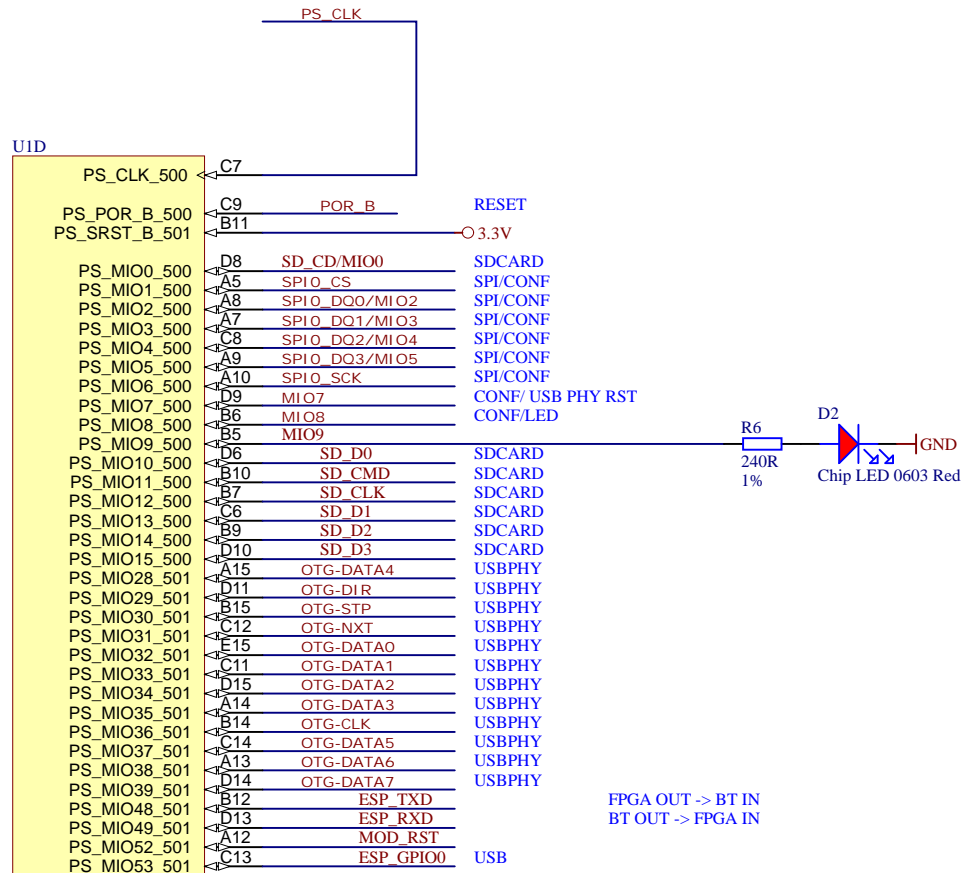 PS_CLK
U1D
PS_CLK_500 C7
PS_POR_B_500 C9 POR_B RESET
PS_SRST_B_501 B11 3.3V
PS_MIO0_500 D8 SD_CD/MIO0 SDCARD
PS_MIO1_500 A5 SPI0_CS SPI/CONF
PS_MIO2_500 A8 SPI0_DQ0/MIO2 SPI/CONF
PS_MIO3_500 A7 SPI0_DQ1/MIO3 SPI/CONF
PS_MIO4_500 C8 SPI0_DQ2/MIO4 SPI/CONF
PS_MIO5_500 A9 SPI0_DQ3/MIO5 SPI/CONF
PS_MIO6_500 A10 SPI0_SCK SPI/CONF
PS_MIO7_500 D9 MIO7 CONF/ USB PHY RST
PS_MIO8_500 B6 MIO8 CONF/LED
PS_MIO9_500 B5 MIO9 R6 240R 1% D2 Chip LED 0603 Red GND
PS_MIO10_500 D6 SD_D0 SDCARD
PS_MIO11_500 B10 SD_CMD SDCARD
PS_MIO12_500 B7 SD_CLK SDCARD
PS_MIO13_500 C6 SD_D1 SDCARD
PS_MIO14_500 B9 SD_D2 SDCARD
PS_MIO15_500 D10 SD_D3 SDCARD
PS_MIO28_501 A15 OTG-DATA4 USBPHY
PS_MIO29_501 D11 OTG-DIR USBPHY
PS_MIO30_501 B15 OTG-STP USBPHY
PS_MIO31_501 C12 OTG-NXT USBPHY
PS_MIO32_501 E15 OTG-DATA0 USBPHY
PS_MIO33_501 C11 OTG-DATA1 USBPHY
PS_MIO34_501 D15 OTG-DATA2 USBPHY
PS_MIO35_501 A14 OTG-DATA3 USBPHY
PS_MIO36_501 B14 OTG-CLK USBPHY
PS_MIO37_501 C14 OTG-DATA5 USBPHY
PS_MIO38_501 A13 OTG-DATA6 USBPHY
PS_MIO39_501 D14 OTG-DATA7 USBPHY
PS_MIO48_501 B12 ESP_TXD FPGA OUT -> BT IN
PS_MIO49_501 D13 ESP_RXD BT OUT -> FPGA IN
PS_MIO52_501 A12 MOD_RST
PS_MIO53_501 C13 ESP_GPIO0 USB